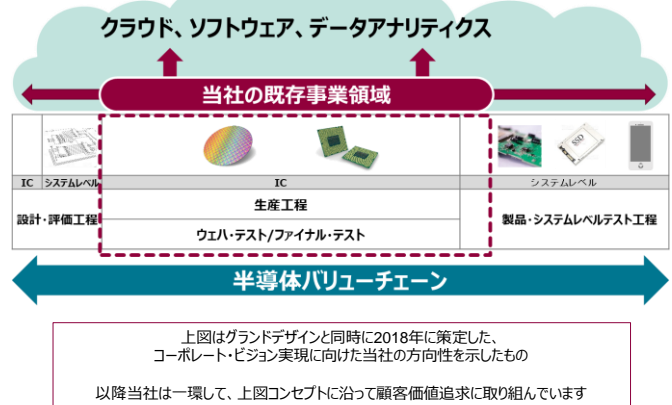 クラウド、ソフトウェア、データアナリティクス
当社の既存事業領域
IC システムレベル IC システムレベル
設計・評価工程 生産工程 製品・システムレベルテスト工程
ウェハ・テスト/ファイナル・テスト
半導体バリューチェーン
上図はグランドデザインと同時に2018年に策定した、
コーポレート・ビジョン実現に向けた当社の方向性を示したもの
以降当社は一環して、上図コンセプトに沿って顧客価値追求に取り組んでいます